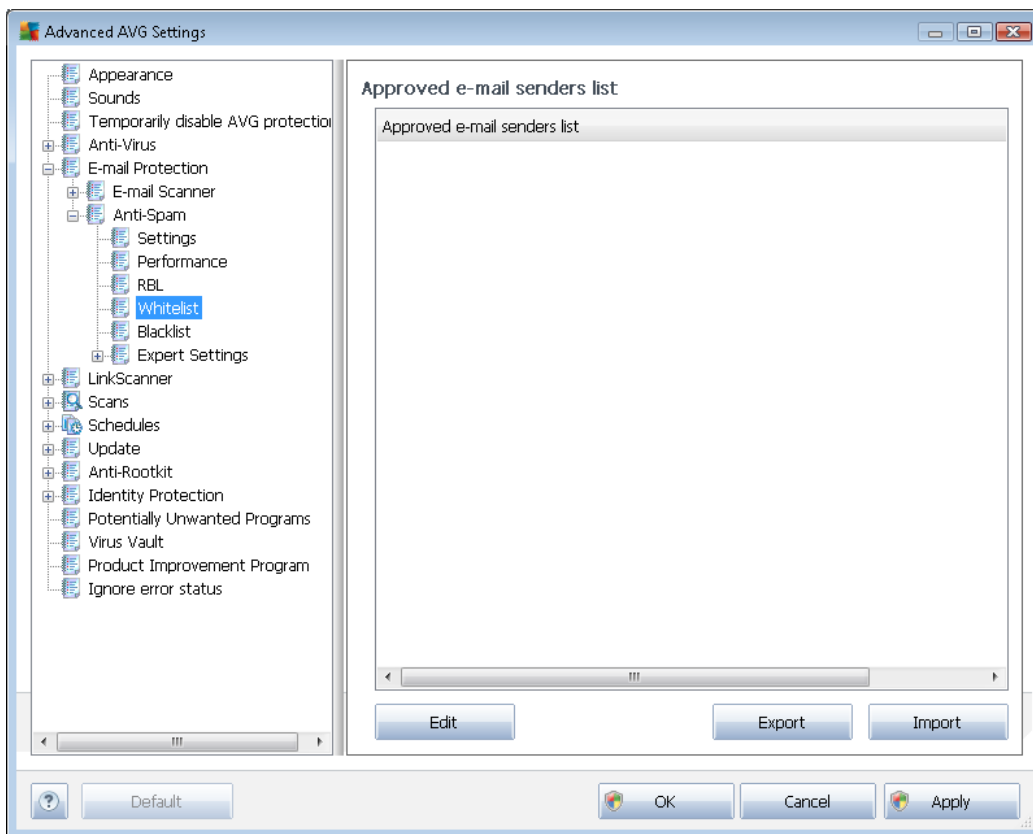 Advanced AVG Settings
Appearance
Sounds
Temporarily disable AVG protection
Anti-Virus
E-mail Protection
E-mail Scanner
Anti-Spam
Settings
Performance
RBL
Whitelist
Blacklist
Expert Settings
LinkScanner
Scans
Schedules
Update
Anti-Rootkit
Identity Protection
Potentially Unwanted Programs
Virus Vault
Product Improvement Program
Ignore error status
Approved e-mail senders list
Approved e-mail senders list
Edit
Export
Import
?
Default
OK
Cancel
Apply